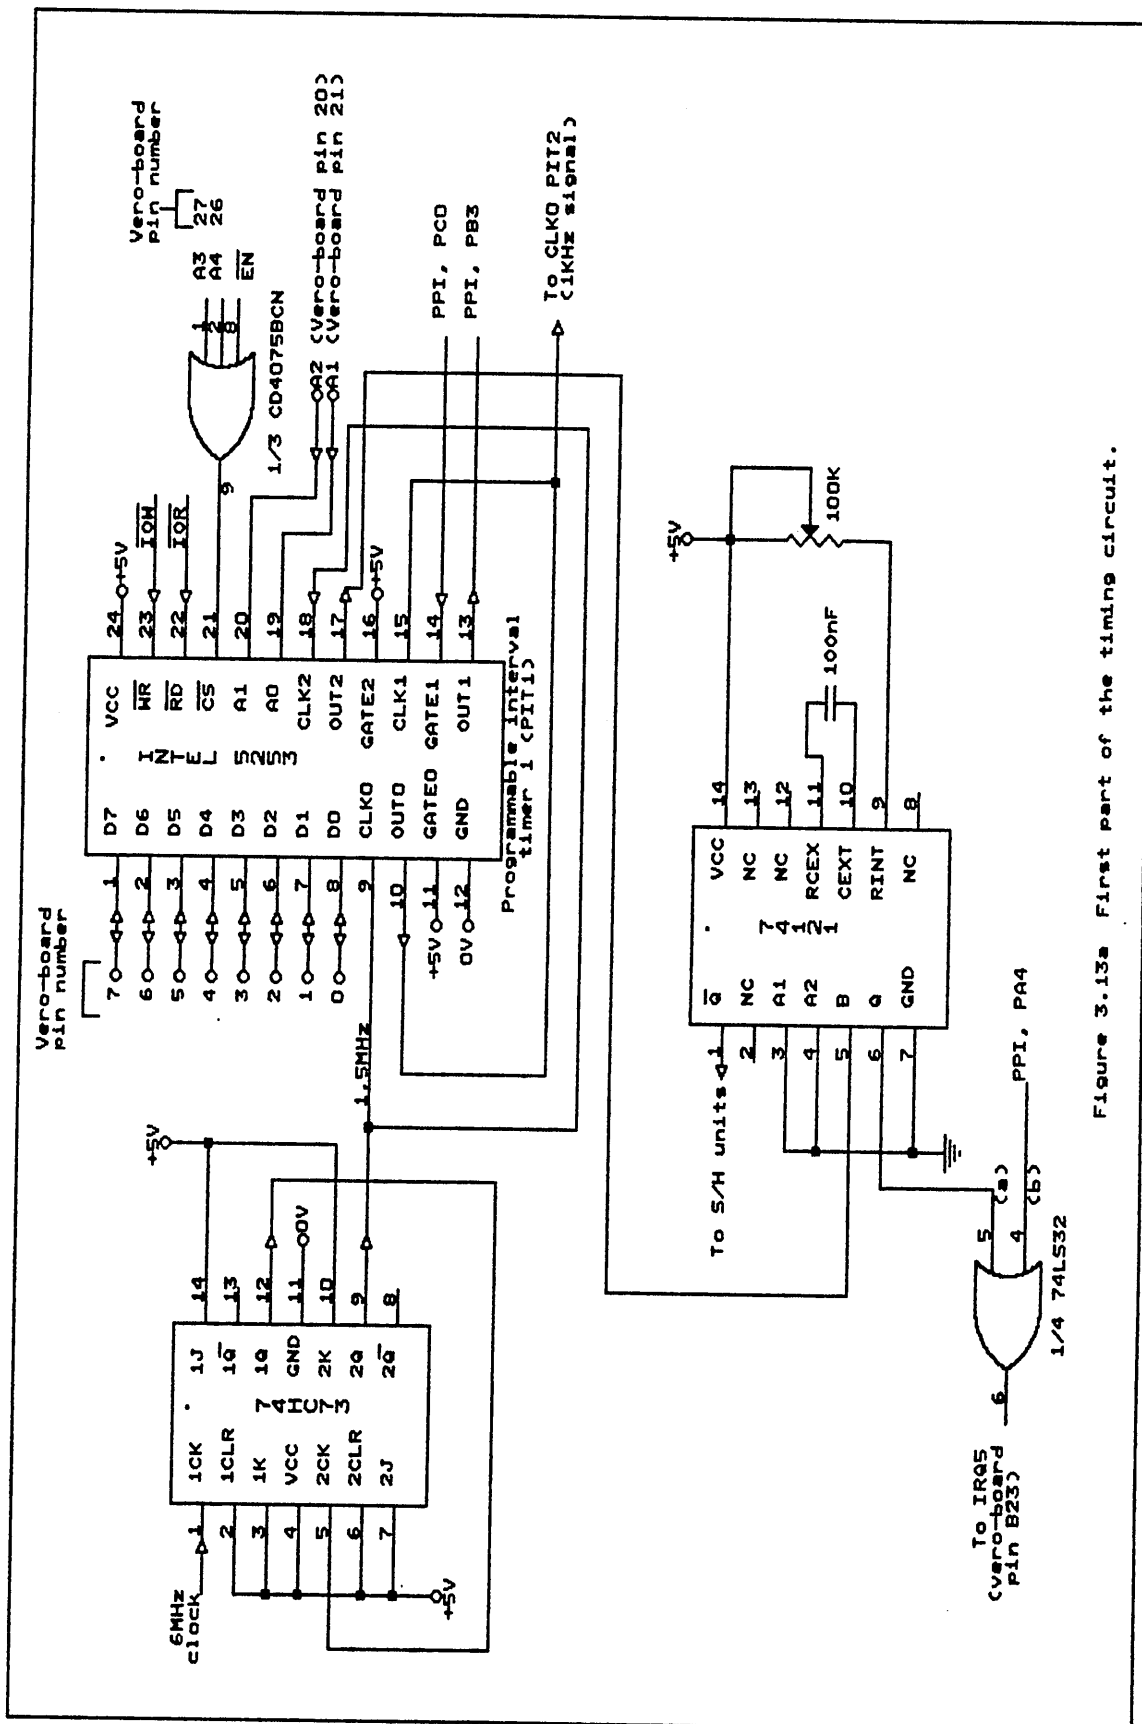 6MHz
clock
1
2
3
4
5
6
7
1CK
1CLR
1K
VCC
2CK
2CLR
2J
74HC73
1J
1Q
1Q
GND
2K
2Q
2Q
14
13
12
11
10
9
8
+5V
+5V
0V
1.5MHz
Vero-board
pin number
7
6
5
4
3
2
1
0
1
2
3
4
5
6
7
8
9
10
11
12
+5V
0V
D7
D6
D5
D4
D3
D2
D1
D0
CLK0
OUT0
GATE0
GND
INTEL 8253
VCC
WR
RD
CS
A1
A0
CLK2
OUT2
GATE2
CLK1
GATE1
OUT1
24
23
22
21
20
19
18
17
16
15
14
13
+5V
IOW
IOR
+5V
Programmable interval
timer 1 (PIT1)
9
1/3 CD4075BCN
1
2
8
A3
A4
EN
Vero-board
pin number
27
26
A2 (Vero-board pin 20)
A1 (Vero-board pin 21)
PPI, PC0
PPI, PB3
To CLK0 PIT2
(1KHz signal)
To S/H units
1
2
3
4
5
6
7
Q
NC
A1
A2
B
Q
GND
74121
VCC
NC
NC
RCEX
CEXT
RINT
NC
14
13
12
11
10
9
8
100nF
+5V
100K
To IRQ5
(vero-board
pin B23)
6
5
4
(a)
(b)
PPI, PA4
1/4 74LS32
Figure 3.13a First part of the timing circuit.